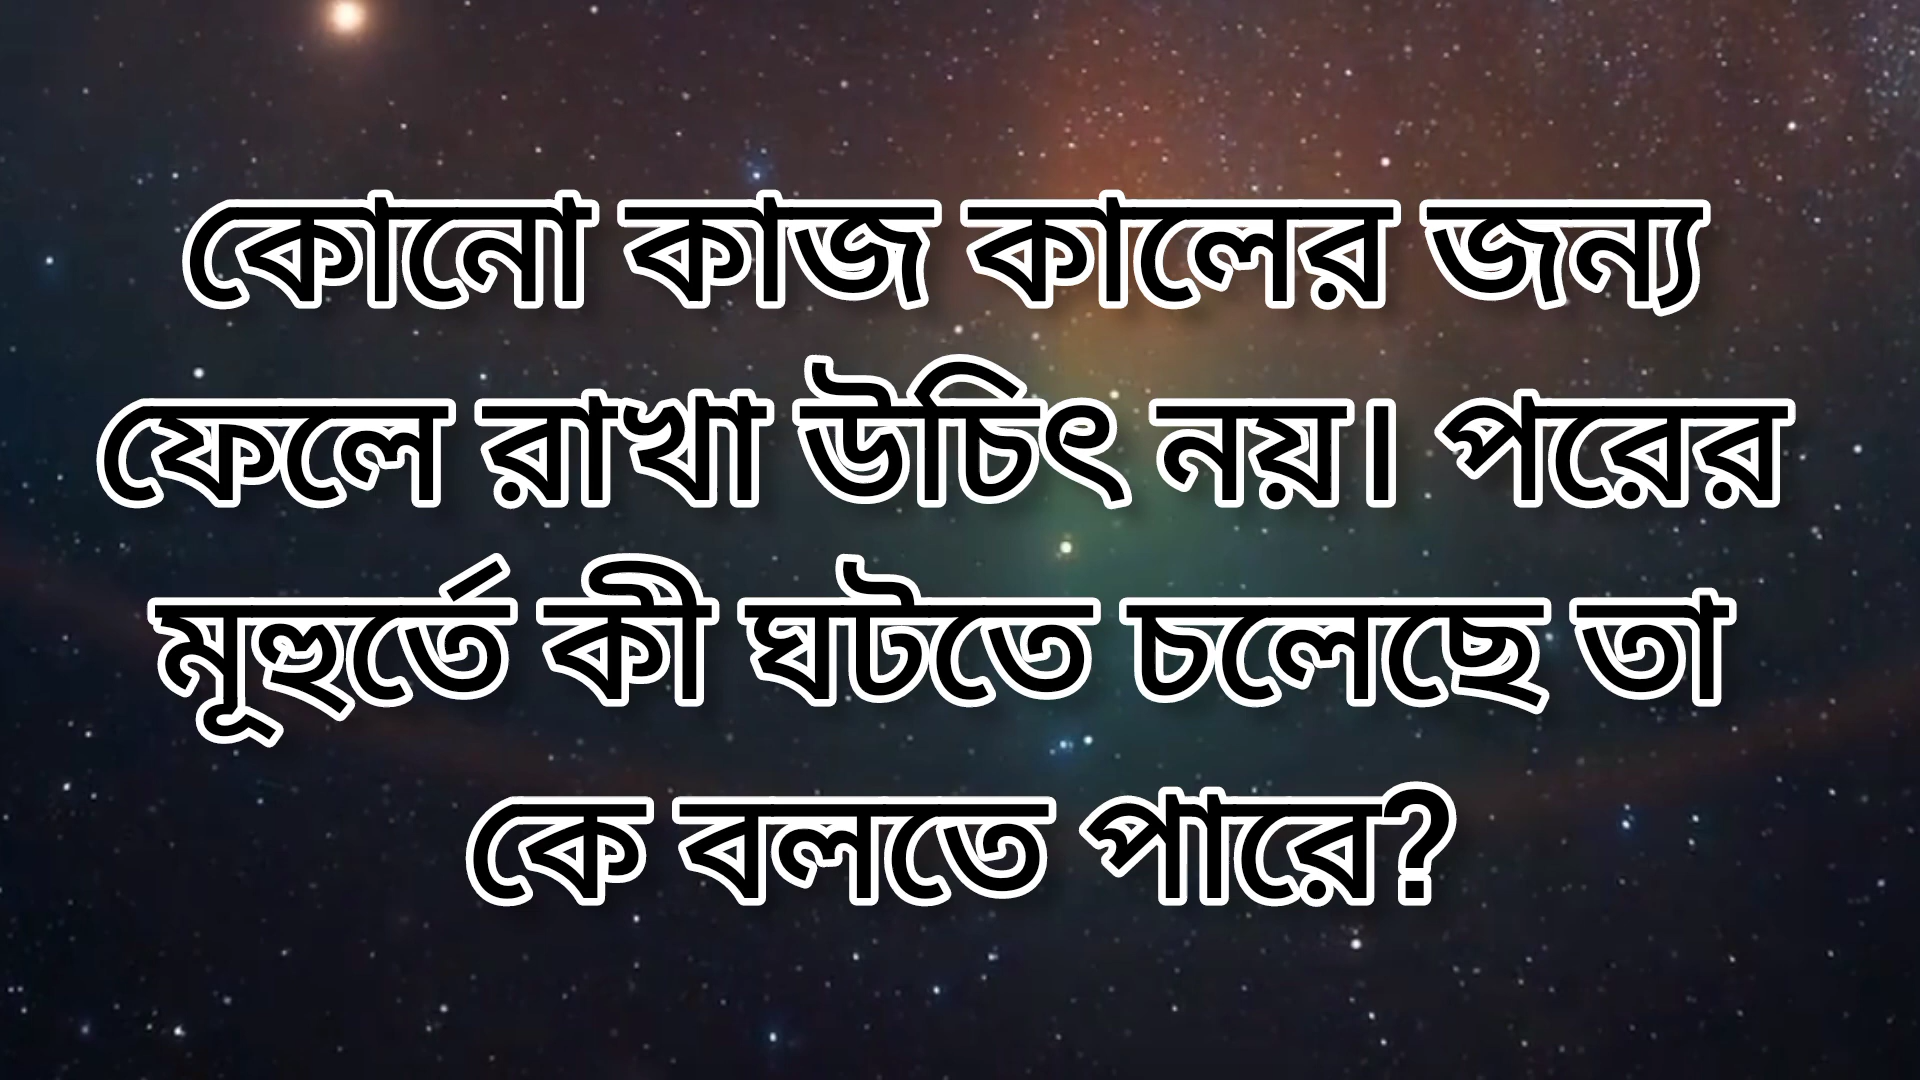 কোনো কাজ কালের জন্য
ফেলে রাখা উচিৎ নয়। পরের
মূহুর্তে কী ঘটতে চলেছে তা
কে বলতে পারে?